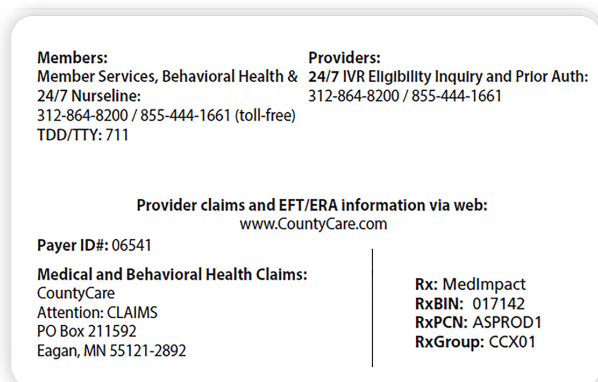 Members:
Member Services, Behavioral Health &
24/7 Nurseline:
312-864-8200 / 855-444-1661 (toll-free)
TDD/TTY: 711
Providers:
24/7 IVR Eligibility Inquiry and Prior Auth:
312-864-8200 / 855-444-1661
Provider claims and EFT/ERA information via web:
www.CountyCare.com
Payer ID#: 06541
Medical and Behavioral Health Claims:
CountyCare
Attention: CLAIMS
PO Box 211592
Eagan, MN 55121-2892
Rx: MedImpact
RxBIN: 017142
RxPCN: ASPROD1
RxGroup: CCX01